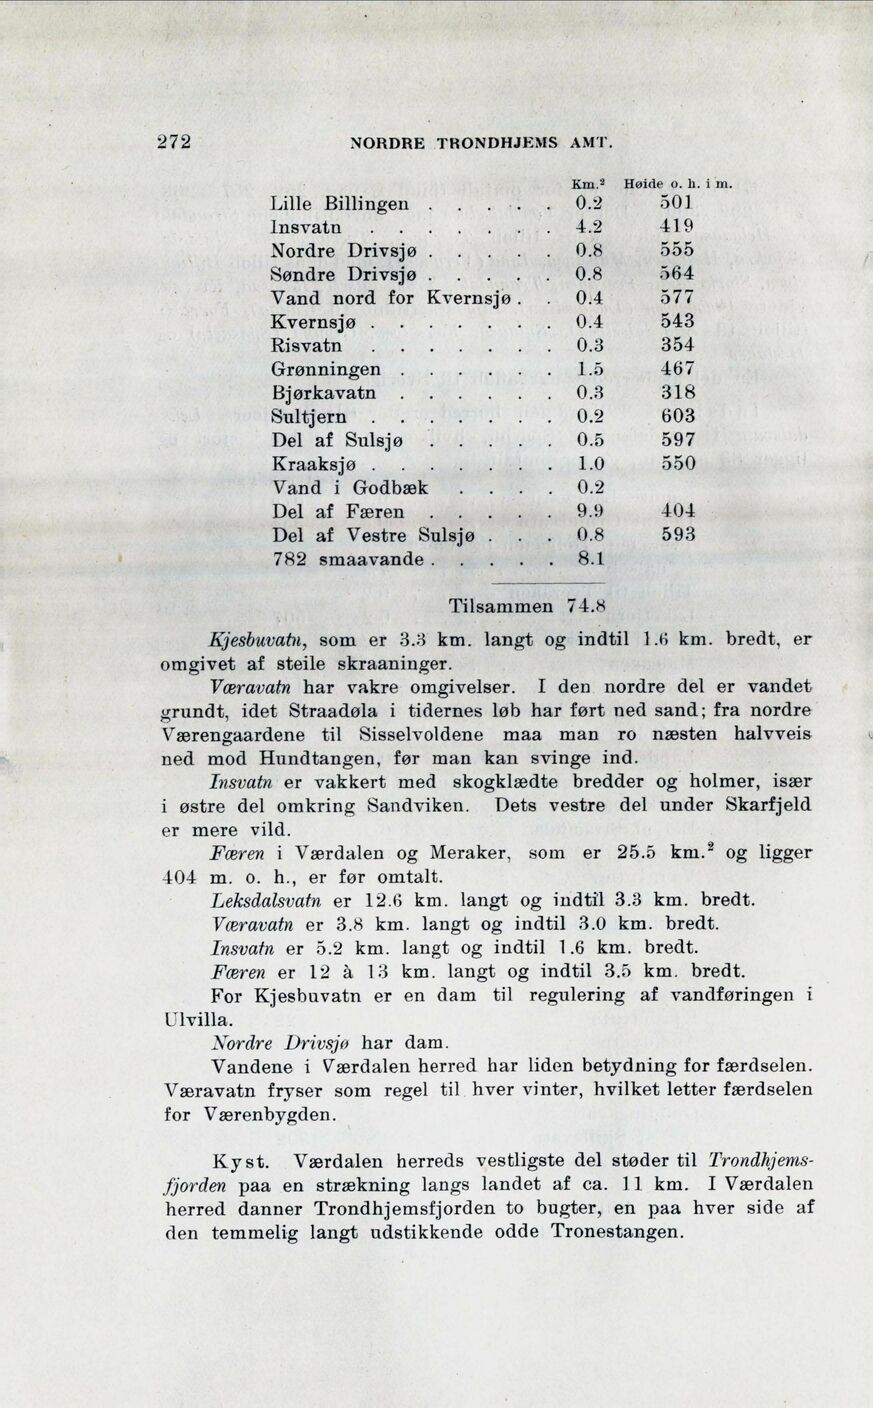 272 NORDRE TRONDHJEMS AMT.
Km.² Høide o. h. i m.
Lille Billingen . . . . . 0.2 501
Insvatn . . . . . . . 4.2 419
Nordre Drivsjø . . . . . 0.8 555
Søndre Drivsjø . . . . . 0.8 564
Vand nord for Kvernsjø . . 0.4 577
Kvernsjø . . . . . . . 0.4 543
Risvatn . . . . . . . 0.3 354
Grønningen . . . . . . 1.5 467
Bjørkavatn . . . . . . 0.3 318
Sultjern . . . . . . . 0.2 603
Del af Sulsjø . . . . . 0.5 597
Kraaksjø . . . . . . . 1.0 550
Vand i Godbæk . . . . 0.2
Del af Færen . . . . . 9.9 404
Del af Vestre Sulsjø . . . 0.8 593
782 smaavande . . . . . 8.1
Tilsammen 74.8
Kjesbuvatn, som er 3.3 km. langt og indtil 1.6 km. bredt, er
omgivet af steile skraaninger.
Væravatn har vakre omgivelser. I den nordre del er vandet
grundt, idet Straadøla i tidernes løb har ført ned sand; fra nordre
Værengaardene til Sisselvoldene maa man ro næsten halvveis
ned mod Hundtangen, før man kan svinge ind.
Insvatn er vakkert med skogklædte bredder og holmer, især
i østre del omkring Sandviken. Dets vestre del under Skarfjeld
er mere vild.
Færen i Værdalen og Meraker, som er 25.5 km.² og ligger
404 m. o. h., er før omtalt.
Leksdalsvatn er 12.6 km. langt og indtil 3.3 km. bredt.
Væravatn er 3.8 km. langt og indtil 3.0 km. bredt.
Insvatn er 5.2 km. langt og indtil 1.6 km. bredt.
Færen er 12 à 13 km. langt og indtil 3.5 km. bredt.
For Kjesbuvatn er en dam til regulering af vandføringen i
Ulvilla.
Nordre Drivsjø har dam.
Vandene i Værdalen herred har liden betydning for færdselen.
Væravatn fryser som regel til hver vinter, hvilket letter færdselen
for Værenbygden.
Kyst. Værdalen herreds vestligste del støder til Trondhjems-
fjorden paa en strækning langs landet af ca. 11 km. I Værdalen
herred danner Trondhjemsfjorden to bugter, en paa hver side af
den temmelig langt udstikkende odde Tronestangen.